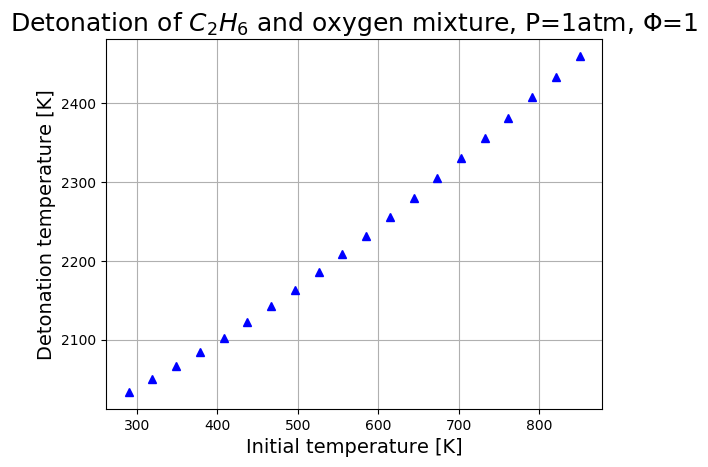 Detonation of C₂H₆ and oxygen mixture, P=1atm, Φ=1
Detonation temperature [K]
2400
2300
2200
2100
300 400 500 600 700 800
Initial temperature [K]